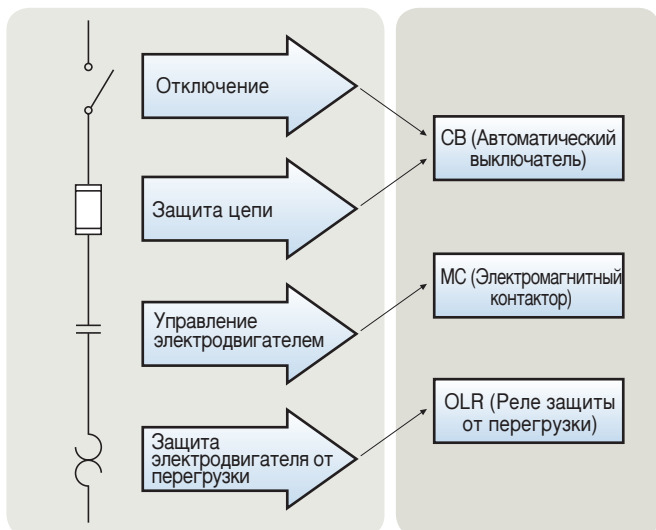 Отключение
Защита цепи
Управление
электродвигателем
Защита
электродвигателя от
перегрузки
CB (Автоматический
выключатель)
MC (Электромагнитный
контактор)
OLR (Реле защиты
от перегрузки)